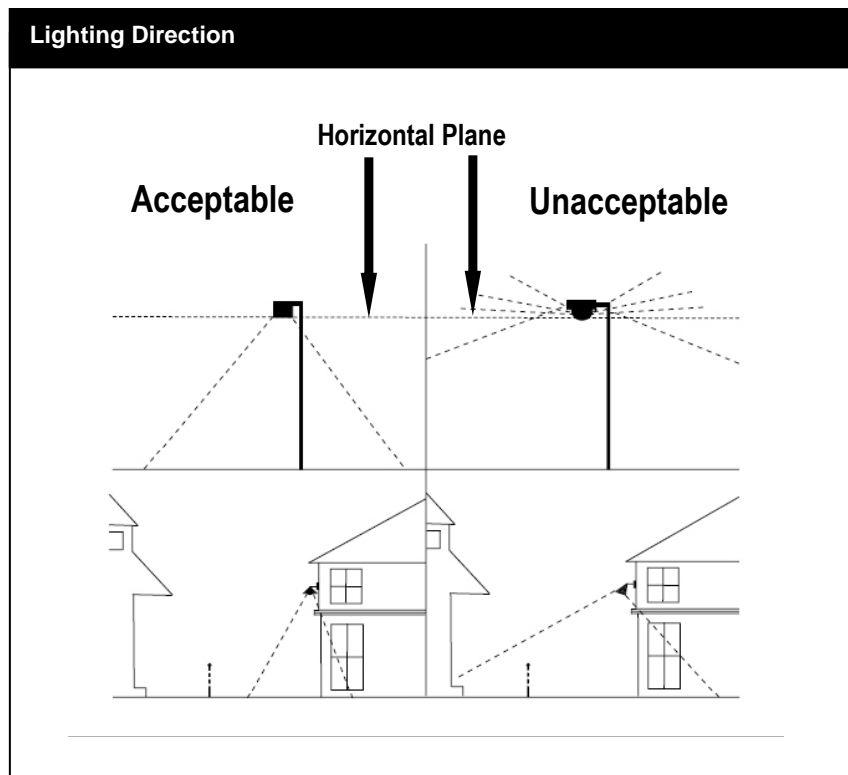 Lighting Direction
Horizontal Plane
Acceptable
Unacceptable